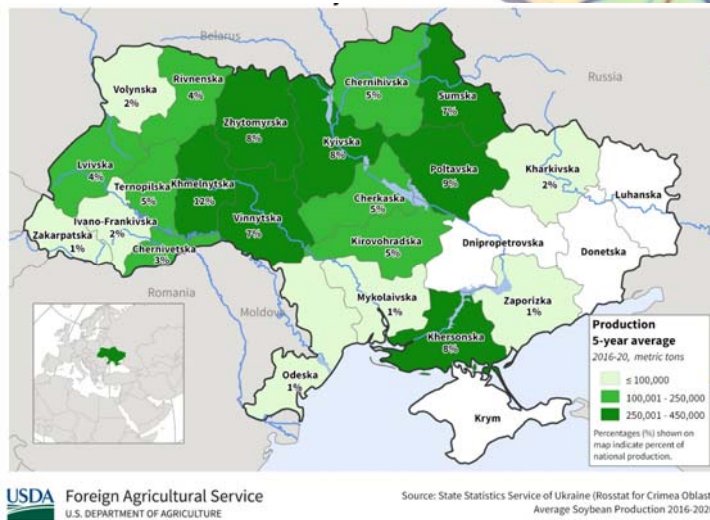 Belarus
Russia
Volynska
2%
Rivnenska
4%
Chernihivska
5%
Sumska
7%
Zhytomyrska
8%
Kyivska
8%
Lvivska
4%
Ternopilska
5%
Khmelnytska
12%
Poltavska
9%
Kharkivska
2%
Luhanska
Cherkaska
5%
Ivano-Frankivska
2%
Vinnytska
7%
Zakarpatska
1%
Chernivetska
3%
Kirovohradska
5%
Dnipropetrovska
Donetska
Romania
Moldova
Mykolaivska
1%
Zaporizka
1%
Khersonska
8%
Odeska
1%
Krym
Production
5-year average
2016-20, metric tons
≤ 100,000
100,001 - 250,000
250,001 - 450,000
Percentages (%) shown on
map indicate percent of
national production.
USDA
Foreign Agricultural Service
U.S. DEPARTMENT OF AGRICULTURE
Source: State Statistics Service of Ukraine (Rosstat for Crimea Oblast
Average Soybean Production 2016-202